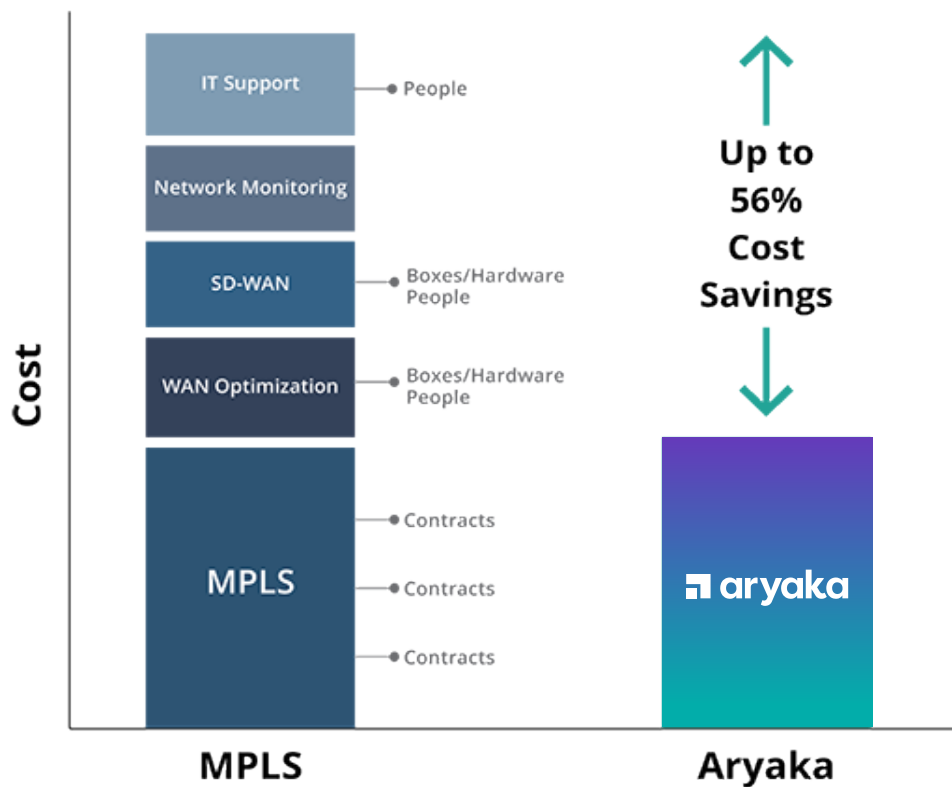 Cost
IT Support
People
Network Monitoring
SD-WAN
Boxes/Hardware
People
WAN Optimization
Boxes/Hardware
People
MPLS
Contracts
Contracts
Contracts
Up to
56%
Cost
Savings
aryaka
MPLS
Aryaka